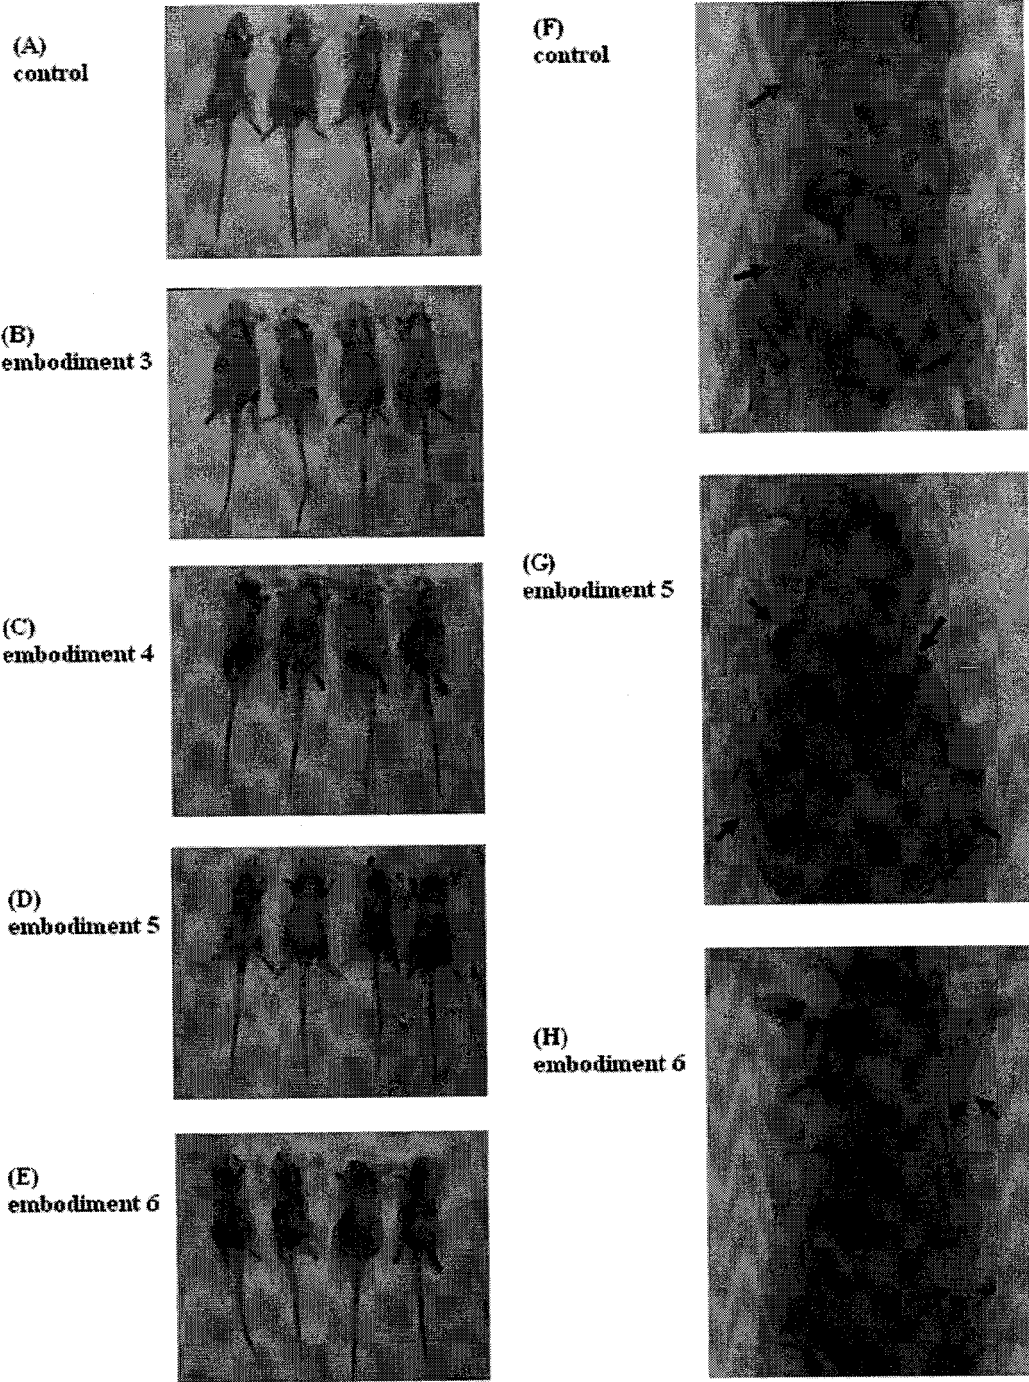 (A)
control
(B)
embodiment 3
(C)
embodiment 4
(D)
embodiment 5
(E)
embodiment 6
(F)
control
(G)
embodiment 5
(H)
embodiment 6